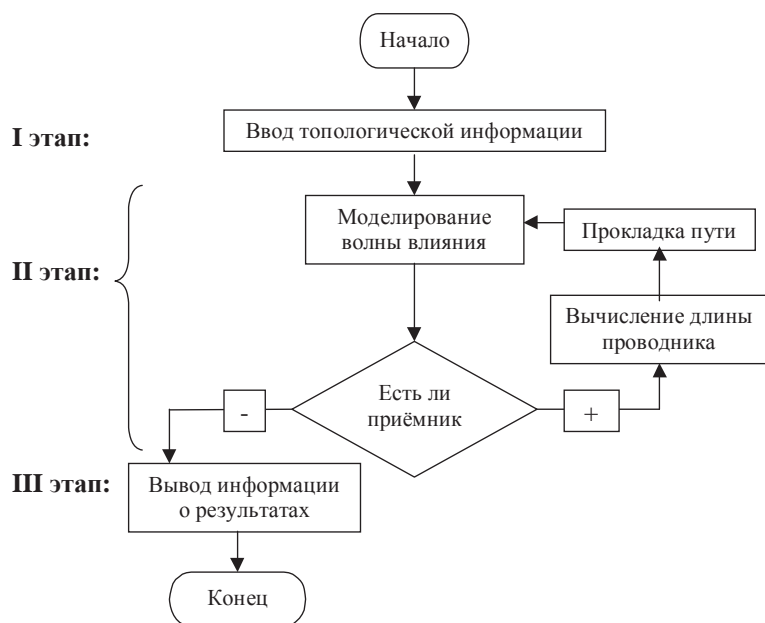 Начало
I этап:
Ввод топологической информации
Моделирование
волны влияния
Прокладка пути
II этап:
Вычисление длины
проводника
Есть ли
приёмник
-
+
III этап:
Вывод информации
о результатах
Конец